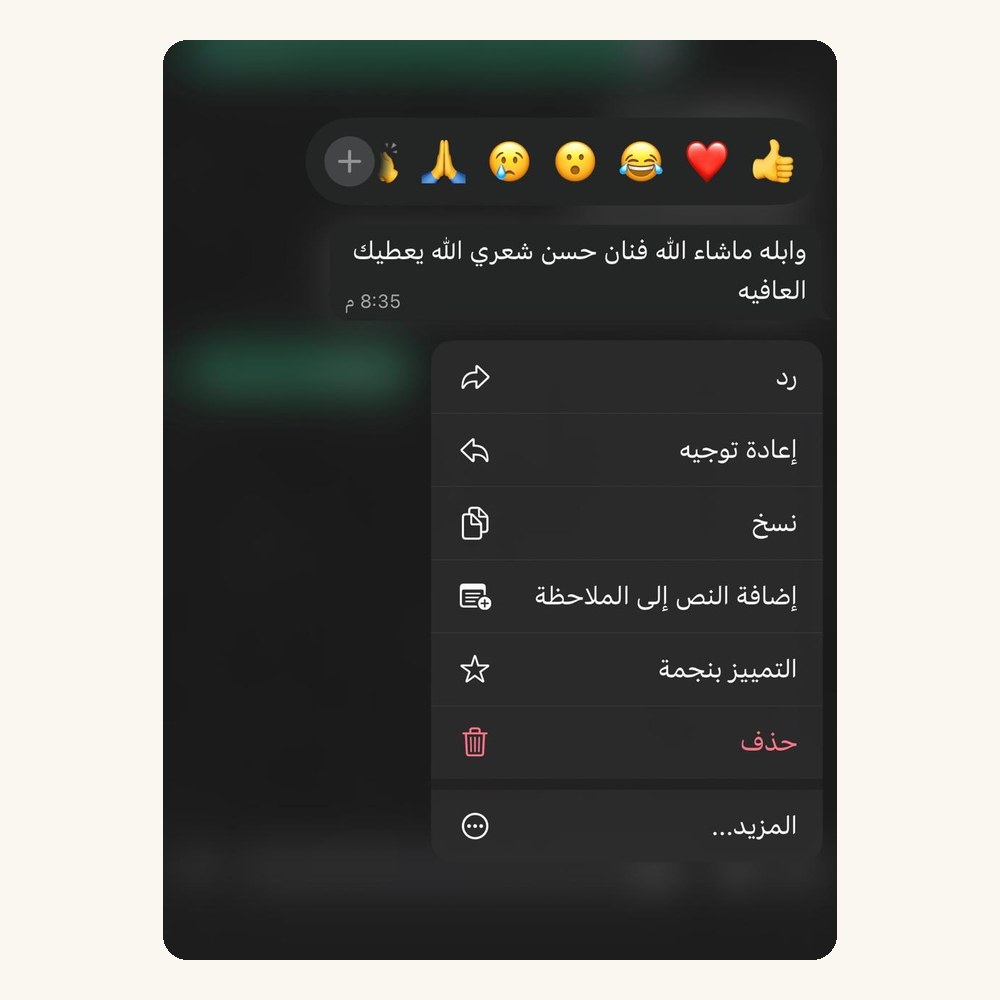 وابله ماشاء الله فنان حسن شعري الله يعطيك
العافيه
8:35 م
رد
إعادة توجيه
نسخ
إضافة النص إلى الملاحظة
التمييز بنجمة
حذف
المزيد...